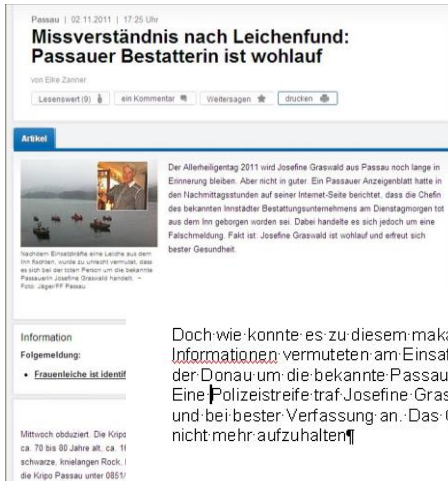 Passau | 02.11.2011 | 17:25 Uhr
Missverständnis nach Leichenfund:
Passauer Bestatterin ist wohlauf
von Elke Zanner
Lesenswert (9)
ein Kommentar
Weitersagen
drucken
Artikel
Der Allerheiligentag 2011 wird Josefine Graswald aus Passau noch lange in
Erinnerung bleiben. Aber nicht in guter. Ein Passauer Anzeigenblatt hatte in
den Nachmittagsstunden auf seiner Internet-Seite berichtet, dass die Chefin
des bekannten Innstädter Bestattungsunternehmens am Dienstagmorgen tot
aus dem Inn geborgen worden sei. Dabei handelte es sich jedoch um eine
Falschmeldung. Fakt ist: Josefine Graswald ist wohlauf und erfreut sich
bester Gesundheit.
Nachdem Einsatzkräfte eine Leiche aus dem
Inn fischten, wurde zu unrecht vermutet, dass
es sich bei der toten Person um die bekannte
Passauerin Josefine Graswald handelt. –
Foto: Jäger/FF Passau
Information
Folgemeldung:
• Frauenleiche ist identif
Doch·wie·konnte·es·zu·diesem·maka
Informationen·vermuteten·am·Einsat
der·Donau·um·die·bekannte·Passau
Eine·Polizeistreife·traf·Josefine·Gras
und·bei·bester·Verfassung·an.·Das·
nicht·mehr·aufzuhalten¶
Mittwoch obduziert. Die Kripo
ca. 70 bis 80 Jahre alt, ca. 1
schwarze, knielangen Rock,
die Kripo Passau unter 0851/